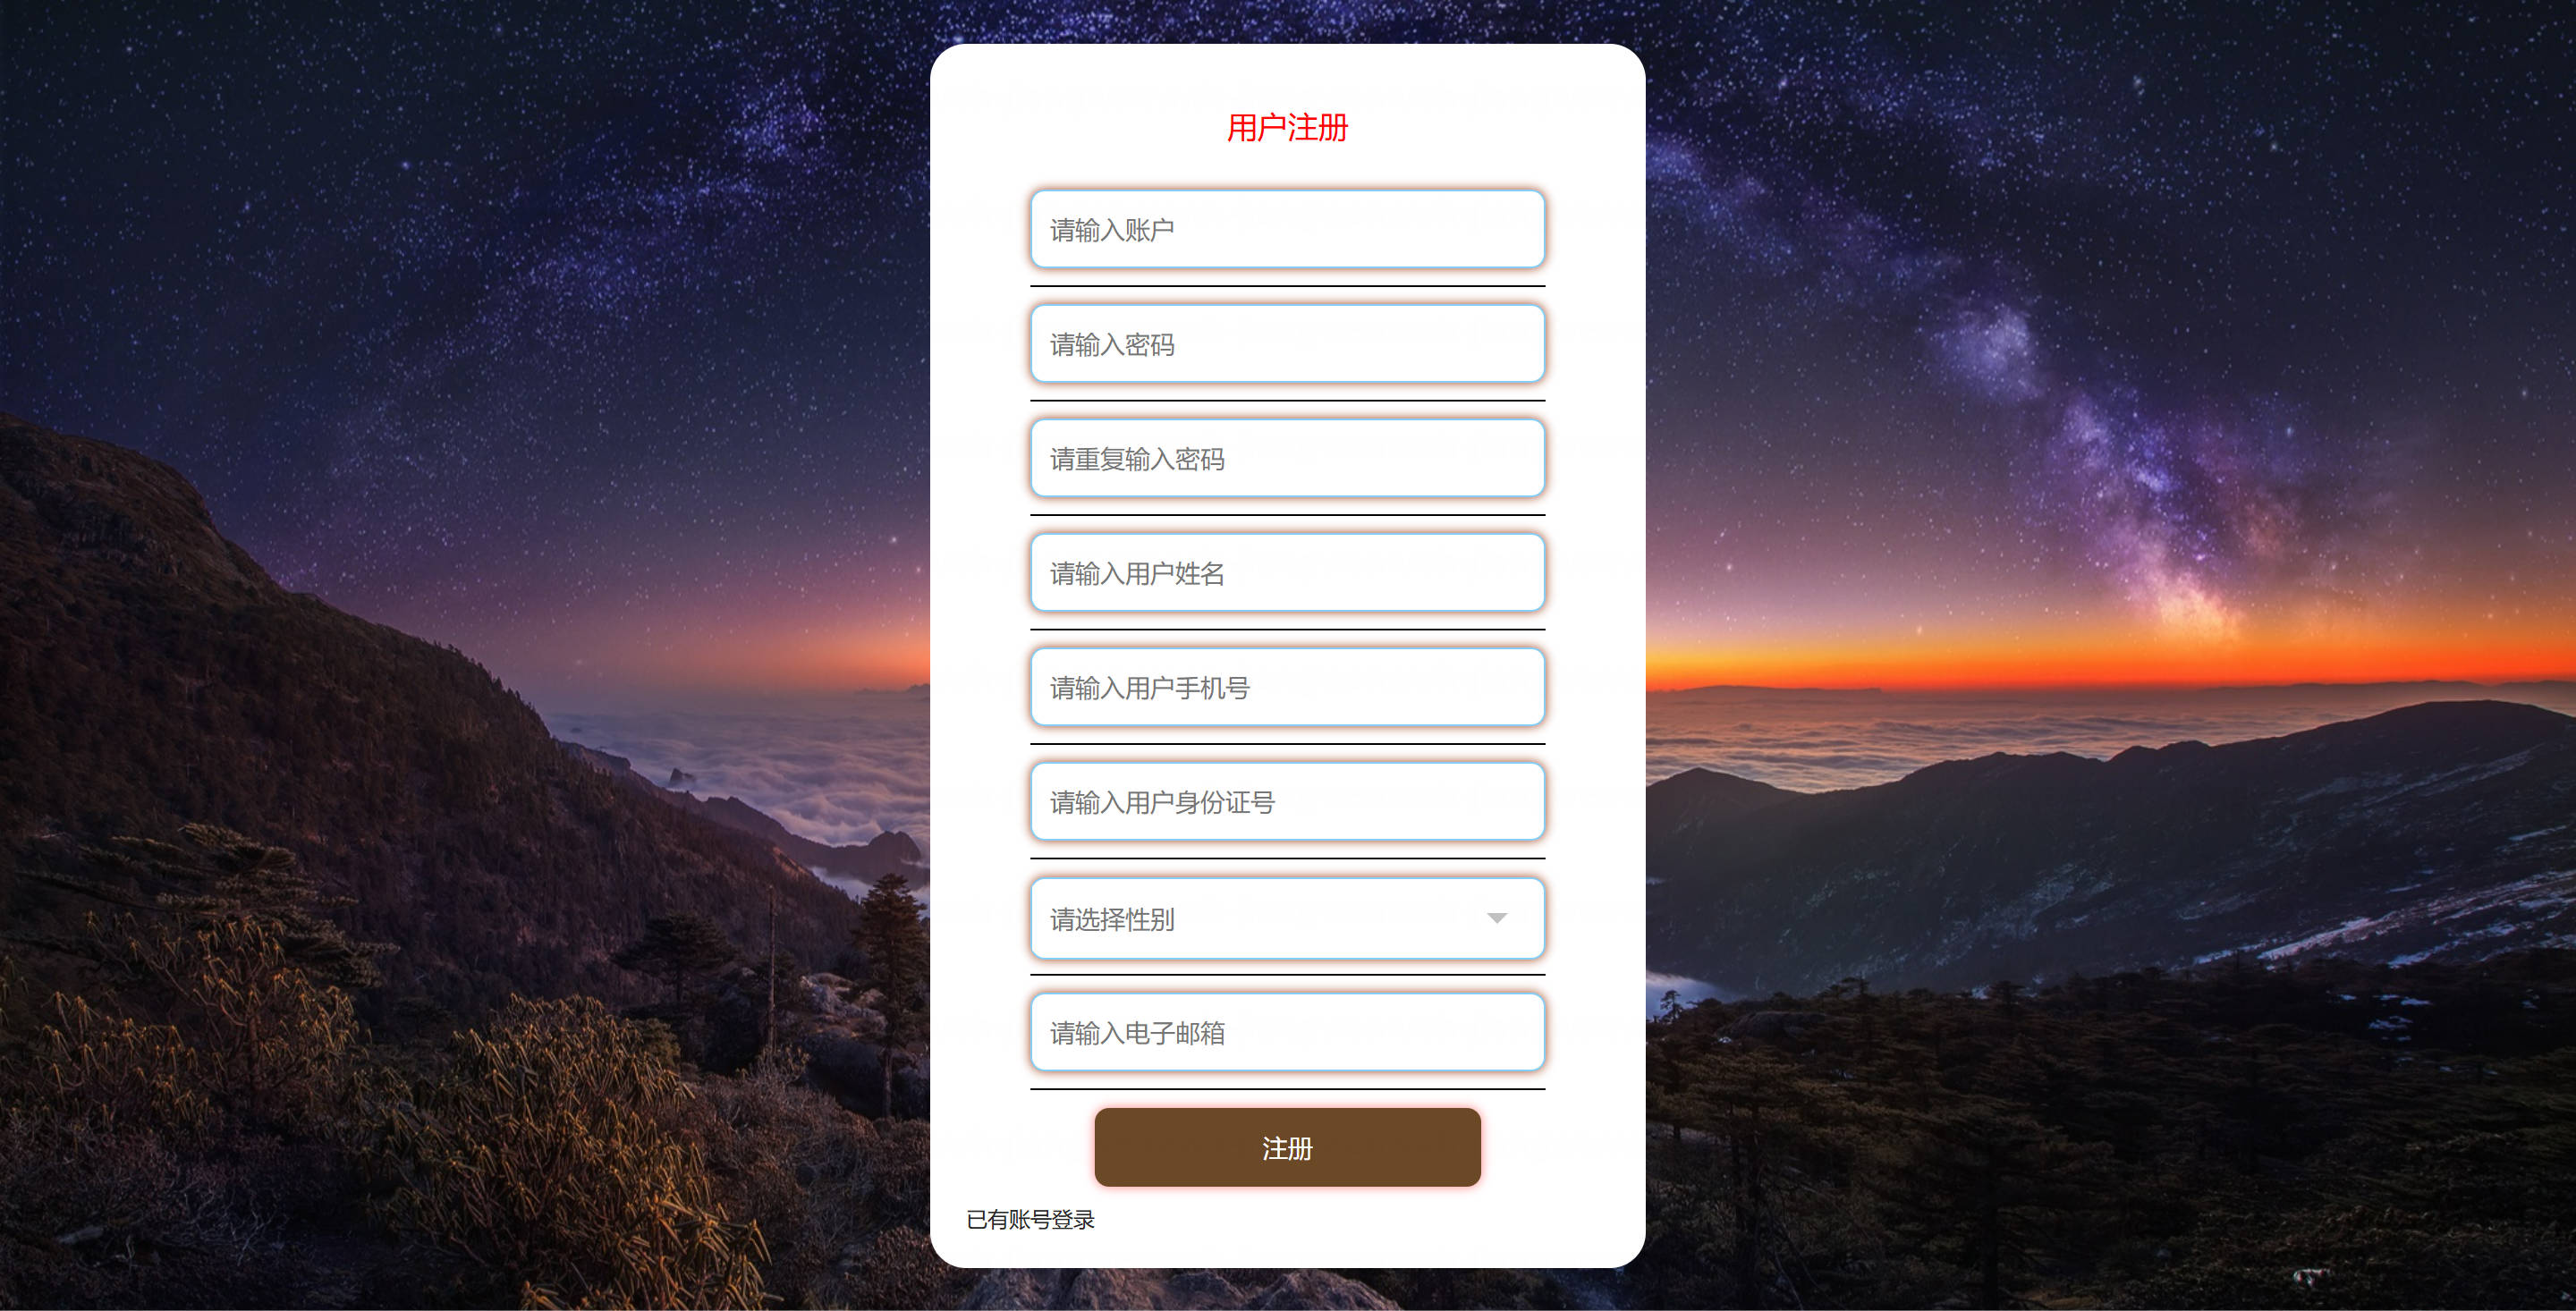 用户注册
请输入账户
请输入密码
请重复输入密码
请输入用户姓名
请输入用户手机号
请输入用户身份证号
请选择性别
请输入电子邮箱
注册
已有账号登录